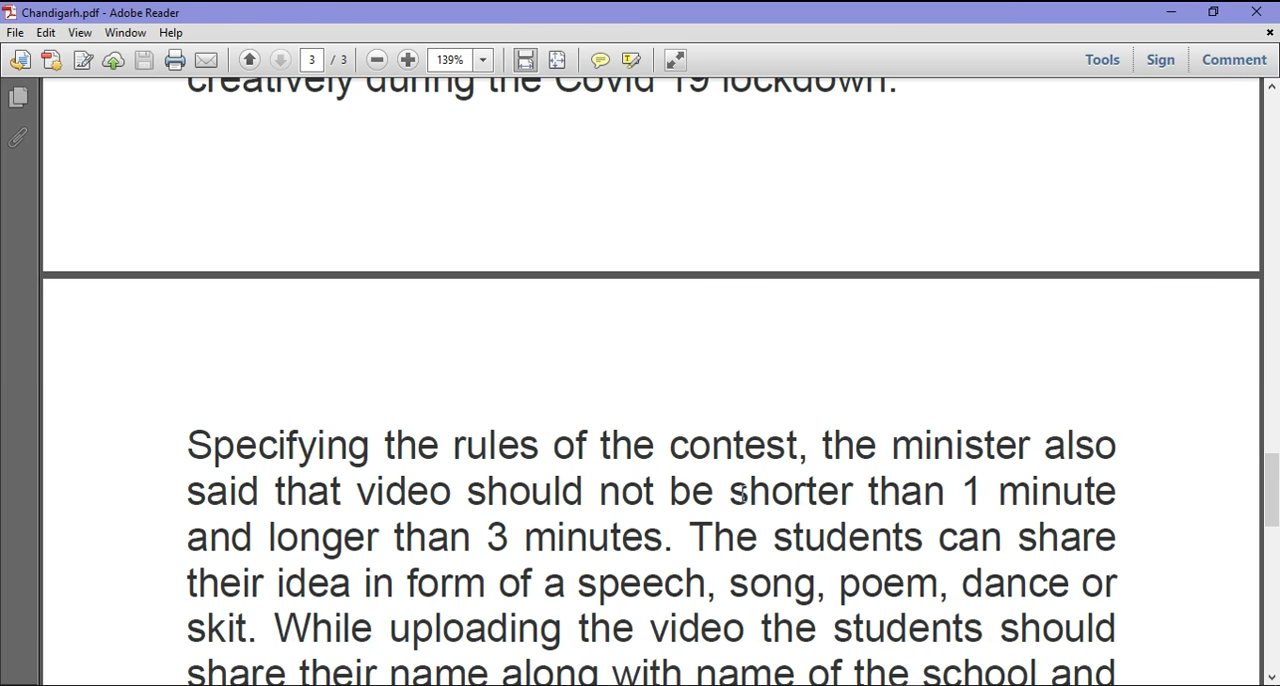 Chandigarh.pdf - Adobe Reader
File Edit View Window Help
3 / 3 139% Tools Sign Comment
creatively during the Covid 19 lockdown.
Specifying the rules of the contest, the minister also
said that video should not be shorter than 1 minute
and longer than 3 minutes. The students can share
their idea in form of a speech, song, poem, dance or
skit. While uploading the video the students should
share their name along with name of the school and